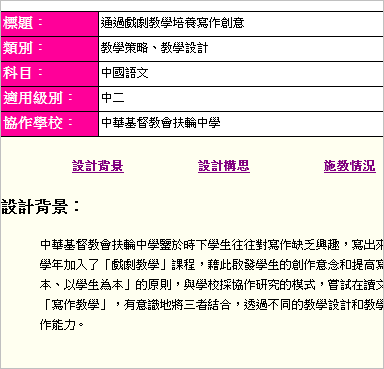 標題： 通過戲劇教學培養寫作創意
類別： 教學策略、教學設計
科目： 中國語文
適用級別： 中二
協作學校： 中華基督教會扶輪中學
設計背景 設計構思 施教情況
設計背景：
中華基督教會扶輪中學鑒於時下學生往往對寫作缺乏興趣，寫出來
學年加入了「戲劇教學」課程，藉此啟發學生的創作意念和提高寫
本、以學生為本」的原則，與學校採協作研究的模式，嘗試在讀文
「寫作教學」，有意識地將三者結合，透過不同的教學設計和教學
作能力。